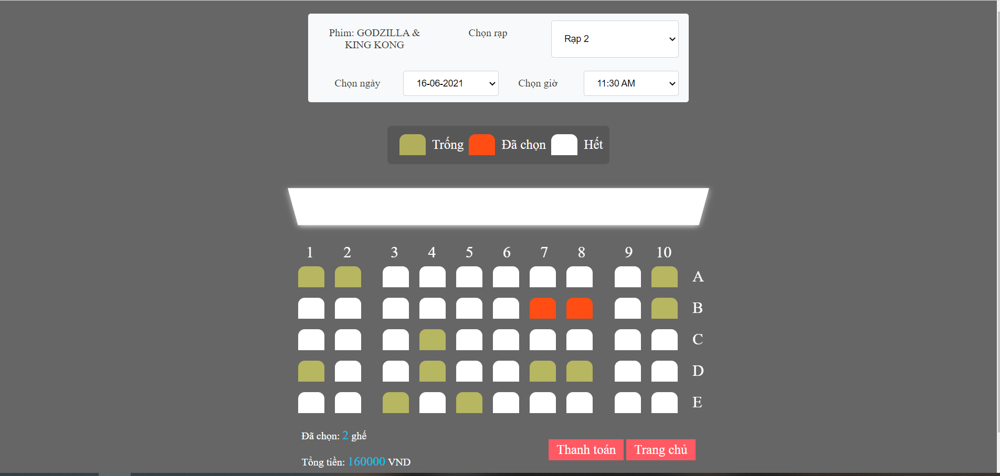 Phim: GODZILLA &
KING KONG
Chọn rạp
Rạp 2
Chọn ngày
16-06-2021
Chọn giờ
11:30 AM
Trống
Đã chọn
Hết
1 2 3 4 5 6 7 8 9 10
A
B
C
D
E
Đã chọn: 2 ghế
Tổng tiền: 160000 VND
Thanh toán
Trang chủ